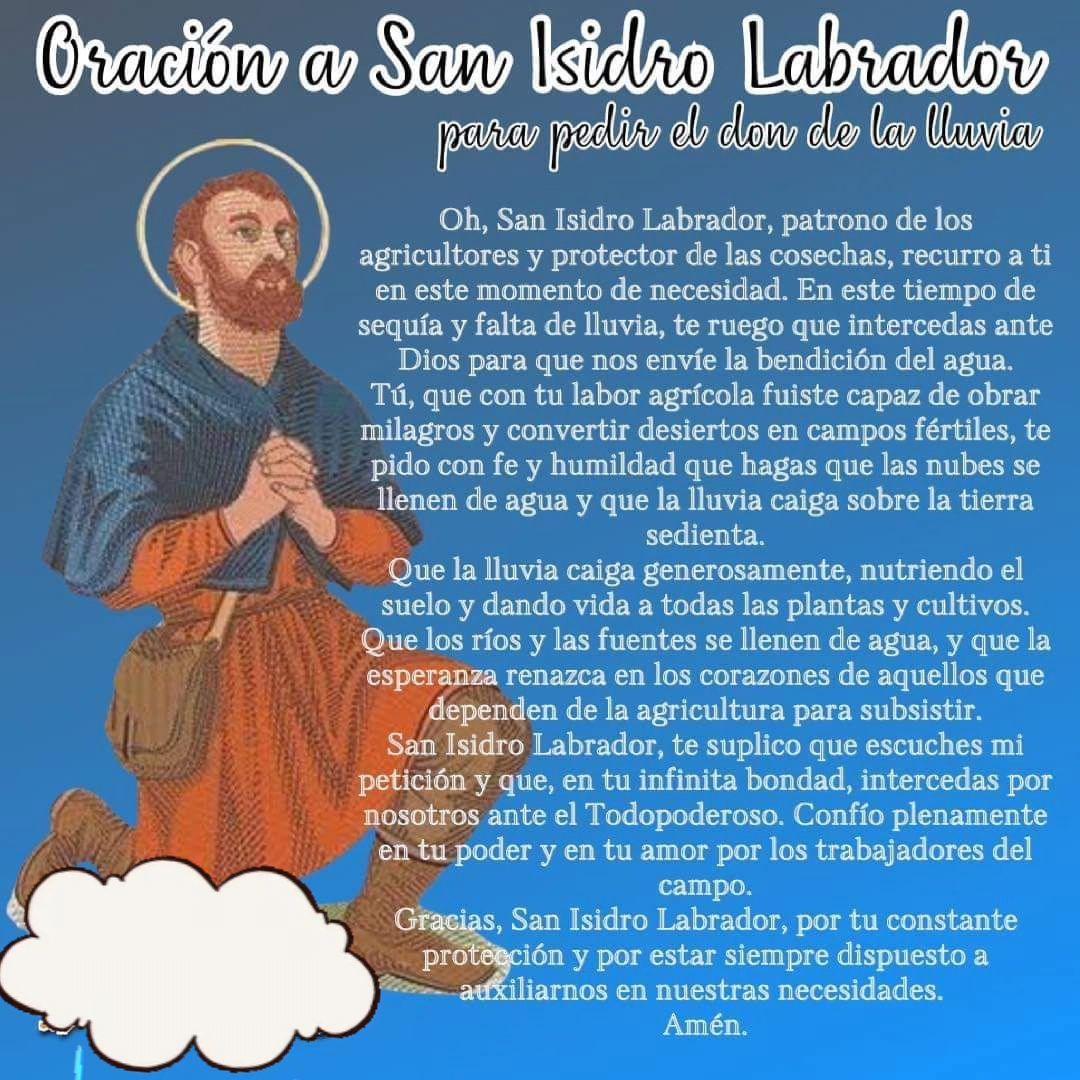 Oración a San Isidro Labrador
para pedir el don de la lluvia
Oh, San Isidro Labrador, patrono de los
agricultores y protector de las cosechas, recurro a ti
en este momento de necesidad. En este tiempo de
sequía y falta de lluvia, te ruego que intercedas ante
Dios para que nos envíe la bendición del agua.
Tú, que con tu labor agrícola fuiste capaz de obrar
milagros y convertir desiertos en campos fértiles, te
pido con fe y humildad que hagas que las nubes se
llenen de agua y que la lluvia caiga sobre la tierra
sedienta.
Que la lluvia caiga generosamente, nutriendo el
suelo y dando vida a todas las plantas y cultivos.
Que los ríos y las fuentes se llenen de agua, y que la
esperanza renazca en los corazones de aquellos que
dependen de la agricultura para subsistir.
San Isidro Labrador, te suplico que escuches mi
petición y que, en tu infinita bondad, intercedas por
nosotros ante el Todopoderoso. Confío plenamente
en tu poder y en tu amor por los trabajadores del
campo.
Gracias, San Isidro Labrador, por tu constante
protección y por estar siempre dispuesto a
auxiliarnos en nuestras necesidades.
Amén.